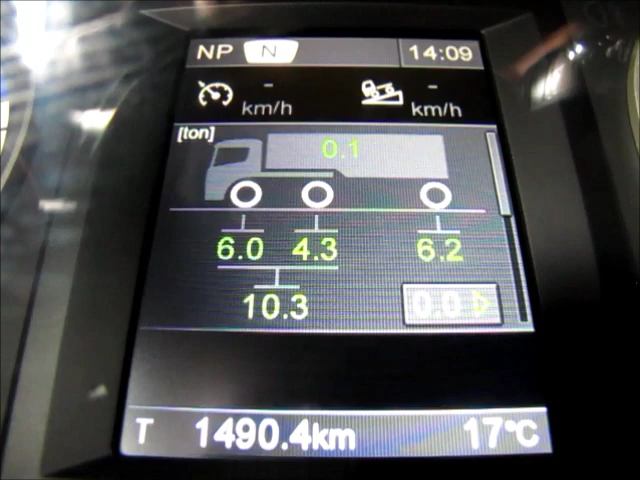 NP N 14:09
- -
km/h km/h
[ton]
0.1
6.0 4.3 6.2
10.3 0.0
T 1490.4km 17°C